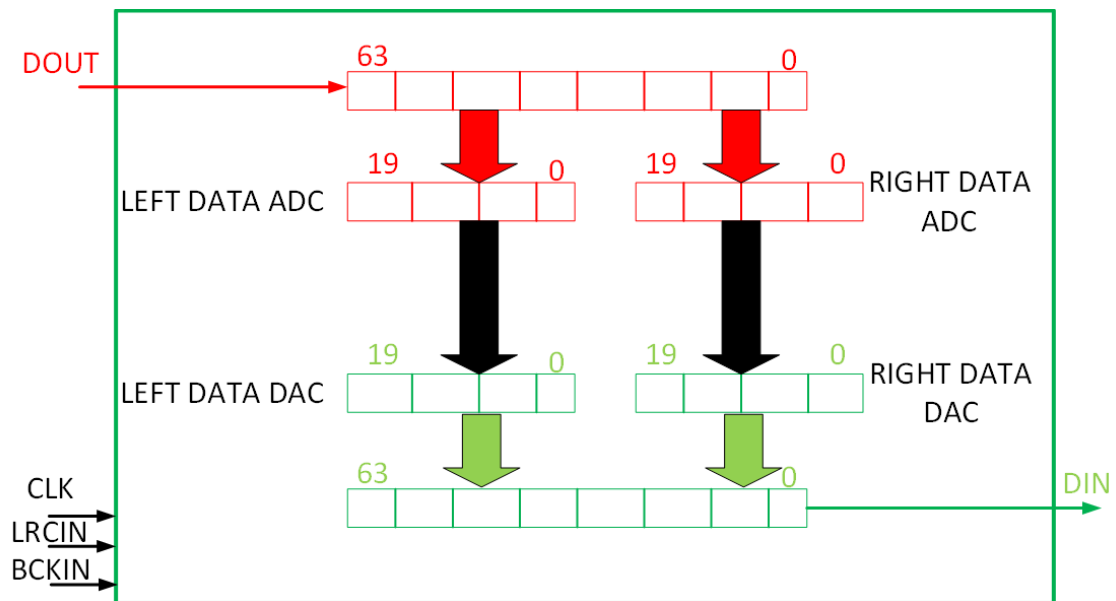 63
0
DOUT
19
0
19
0
LEFT DATA ADC
RIGHT DATA
ADC
19
0
19
0
LEFT DATA DAC
RIGHT DATA
DAC
63
0
DIN
CLK
LRCIN
BCKIN